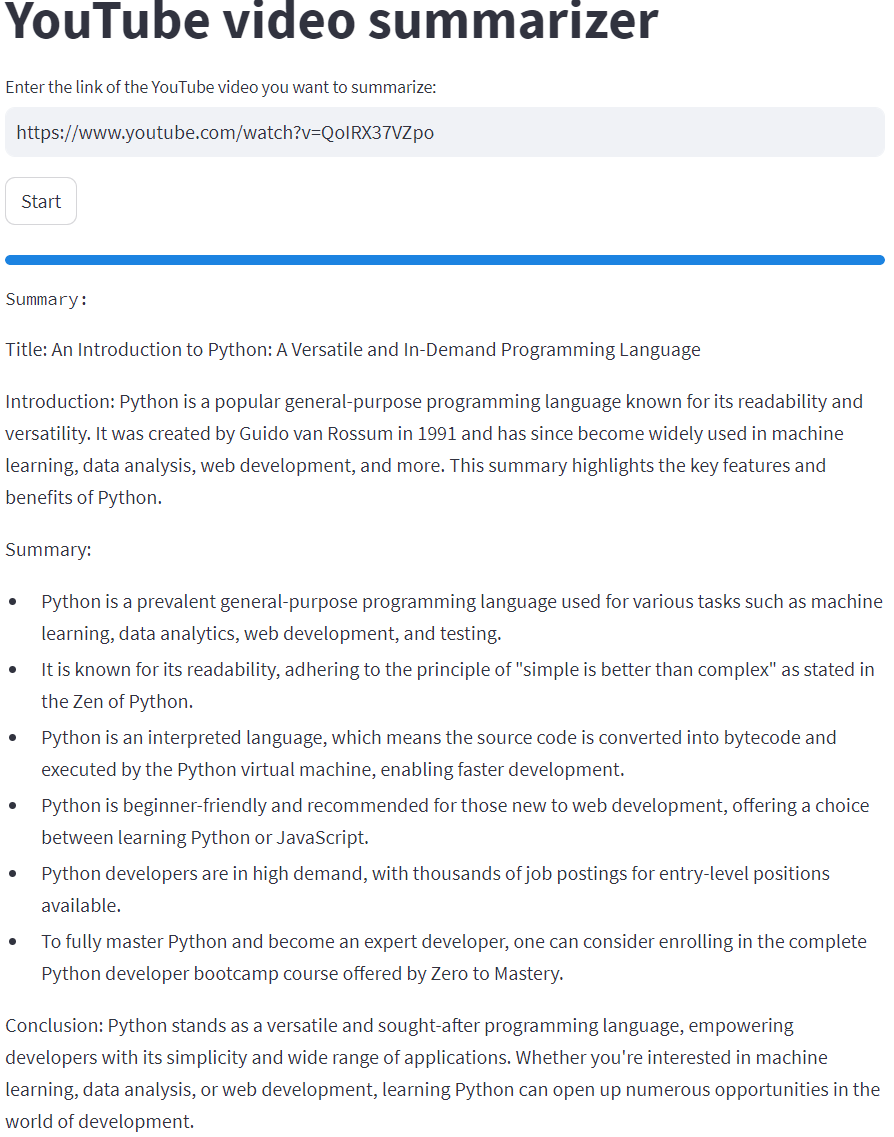 YouTube video summarizer
Enter the link of the YouTube video you want to summarize:
https://www.youtube.com/watch?v=QoIRX37VZpo
Start
Summary:
Title: An Introduction to Python: A Versatile and In-Demand Programming Language
Introduction: Python is a popular general-purpose programming language known for its readability and
versatility. It was created by Guido van Rossum in 1991 and has since become widely used in machine
learning, data analysis, web development, and more. This summary highlights the key features and
benefits of Python.
Summary:
• Python is a prevalent general-purpose programming language used for various tasks such as machine
learning, data analytics, web development, and testing.
• It is known for its readability, adhering to the principle of "simple is better than complex" as stated in
the Zen of Python.
• Python is an interpreted language, which means the source code is converted into bytecode and
executed by the Python virtual machine, enabling faster development.
• Python is beginner-friendly and recommended for those new to web development, offering a choice
between learning Python or JavaScript.
• Python developers are in high demand, with thousands of job postings for entry-level positions
available.
• To fully master Python and become an expert developer, one can consider enrolling in the complete
Python developer bootcamp course offered by Zero to Mastery.
Conclusion: Python stands as a versatile and sought-after programming language, empowering
developers with its simplicity and wide range of applications. Whether you're interested in machine
learning, data analysis, or web development, learning Python can open up numerous opportunities in the
world of development.